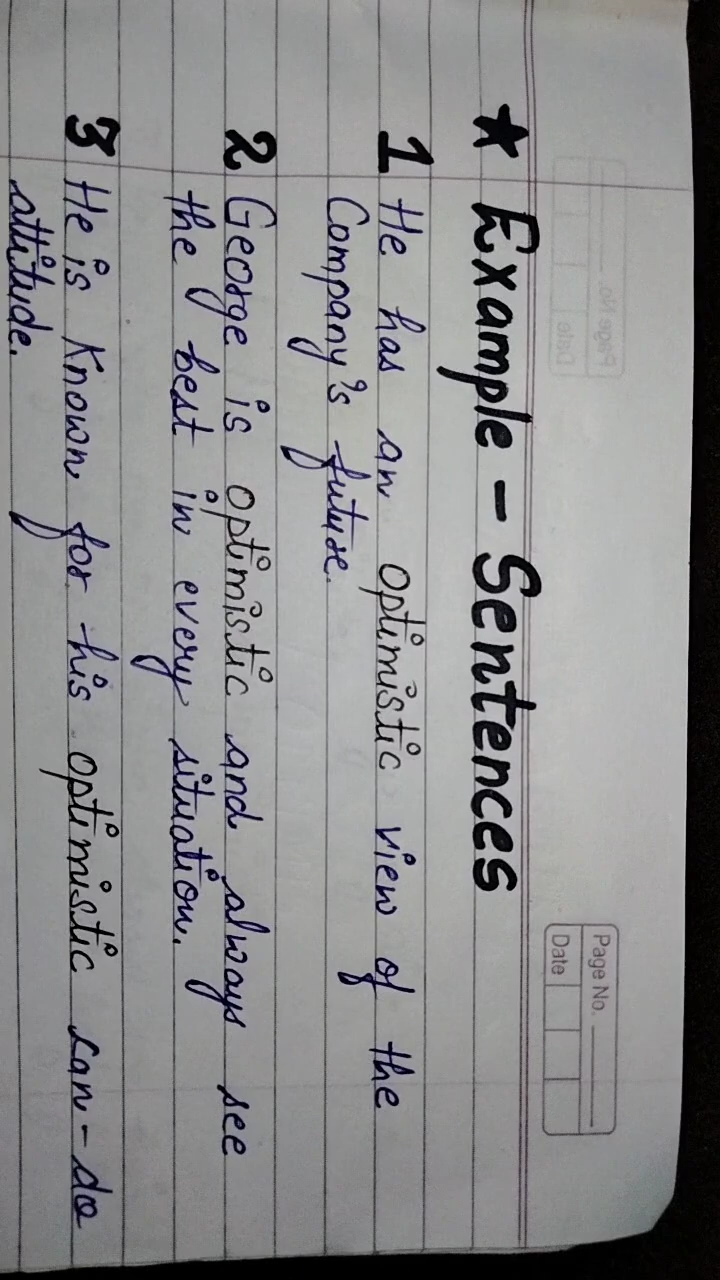 Page No.
Date
★ Example - Sentences
1 He has an optimistic view of the
Company's future.
2 George is optimistic and always see
the best in every situation.
3 He is Known for his optimistic can-do
attitude.